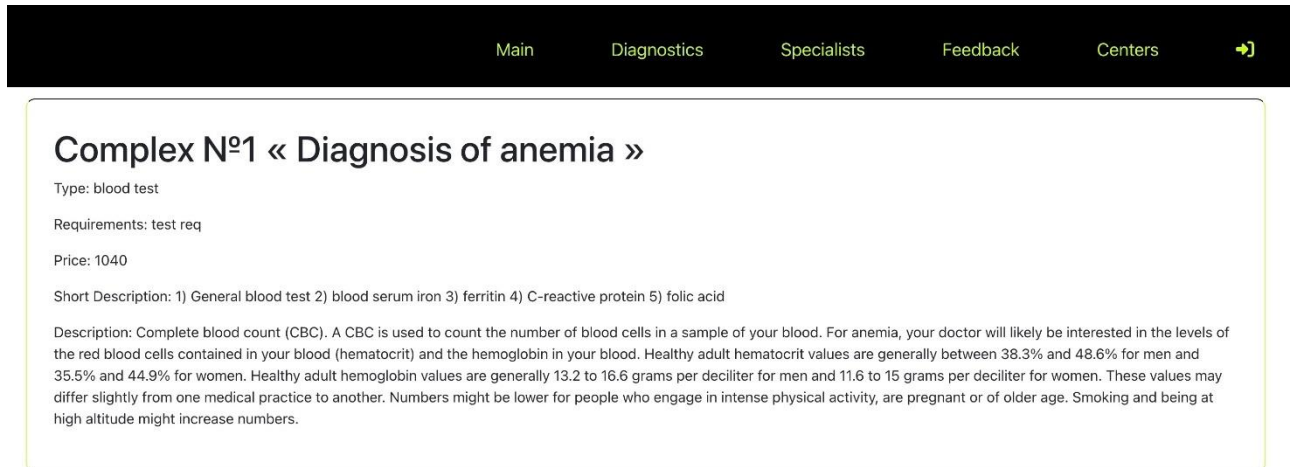 Main Diagnostics Specialists Feedback Centers
Complex Nº1 « Diagnosis of anemia »
Type: blood test
Requirements: test req
Price: 1040
Short Description: 1) General blood test 2) blood serum iron 3) ferritin 4) C-reactive protein 5) folic acid
Description: Complete blood count (CBC). A CBC is used to count the number of blood cells in a sample of your blood. For anemia, your doctor will likely be interested in the levels of
the red blood cells contained in your blood (hematocrit) and the hemoglobin in your blood. Healthy adult hematocrit values are generally between 38.3% and 48.6% for men and
35.5% and 44.9% for women. Healthy adult hemoglobin values are generally 13.2 to 16.6 grams per deciliter for men and 11.6 to 15 grams per deciliter for women. These values may
differ slightly from one medical practice to another. Numbers might be lower for people who engage in intense physical activity, are pregnant or of older age. Smoking and being at
high altitude might increase numbers.